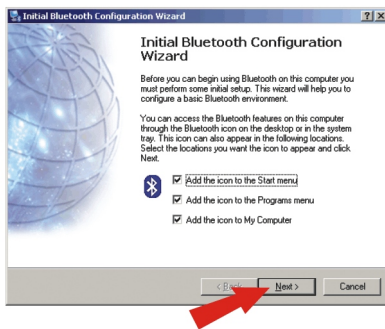 Initial Bluetooth Configuration Wizard
Initial Bluetooth Configuration
Wizard
Before you can begin using Bluetooth on this computer you
must perform some initial setup. This wizard will help you to
configure a basic Bluetooth environment.
You can access the Bluetooth features on this computer
through the Bluetooth icon on the desktop or in the system
tray. This icon can also appear in the following locations.
Select the locations you want the icon to appear and click
Next.
Add the icon to the Start menu
Add the icon to the Programs menu
Add the icon to My Computer
< Back Next > Cancel